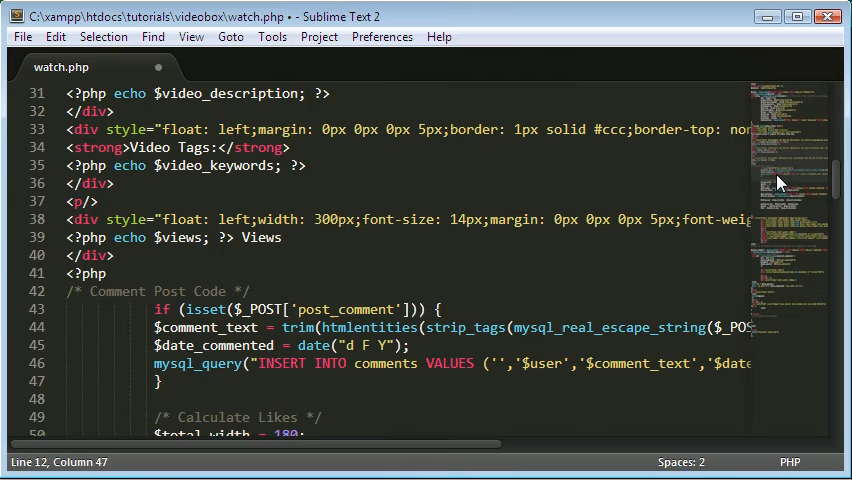 C:\xampp\htdocs\tutorials\videobox\watch.php • - Sublime Text 2
File Edit Selection Find View Goto Tools Project Preferences Help
watch.php
31 <?php echo $video_description; ?>
32 </div>
33 <div style="float: left;margin: 0px 0px 0px 5px;border: 1px solid #ccc;border-top: non
34 <strong>Video Tags:</strong>
35 <?php echo $video_keywords; ?>
36 </div>
37 <p/>
38 <div style="float: left;width: 300px;font-size: 14px;margin: 0px 0px 0px 5px;font-weig
39 <?php echo $views; ?> Views
40 </div>
41 <?php
42 /* Comment Post Code */
43 if (isset($_POST['post_comment'])) {
44 $comment_text = trim(htmlentities(strip_tags(mysql_real_escape_string($_POS
45 $date_commented = date("d F Y");
46 mysql_query("INSERT INTO comments VALUES ('','$user','$comment_text','$date
47 }
48
49 /* Calculate Likes */
50 $total_width = 180;
Line 12, Column 47 Spaces: 2 PHP